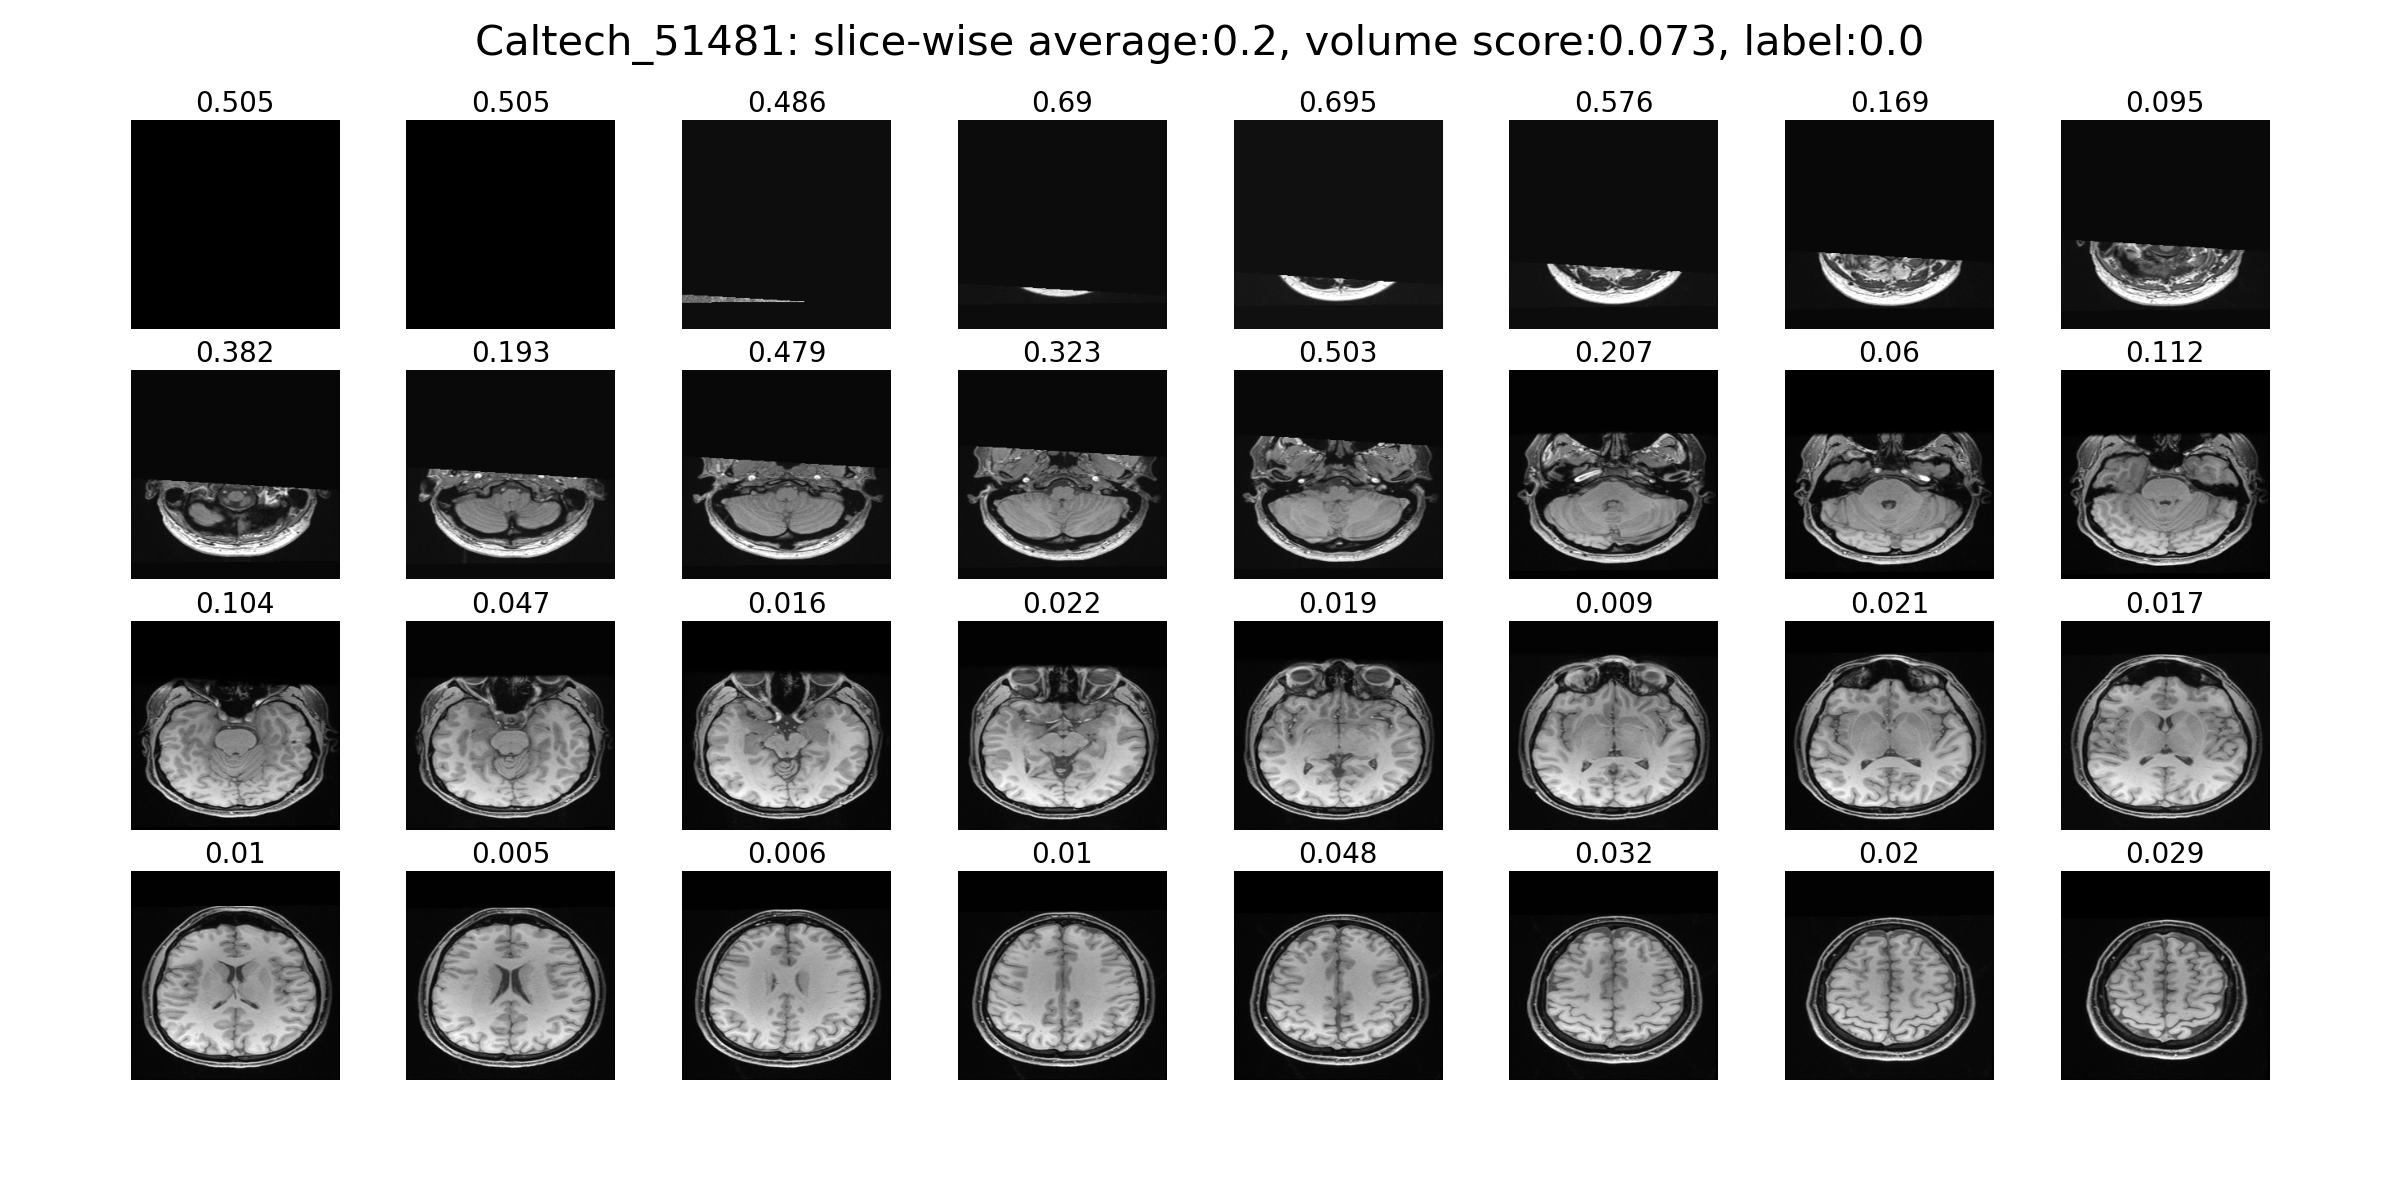 Caltech_51481: slice-wise average:0.2, volume score:0.073, label:0.0
0.505 0.505 0.486 0.69 0.695 0.576 0.169 0.095
0.382 0.193 0.479 0.323 0.503 0.207 0.06 0.112
0.104 0.047 0.016 0.022 0.019 0.009 0.021 0.017
0.01 0.005 0.006 0.01 0.048 0.032 0.02 0.029